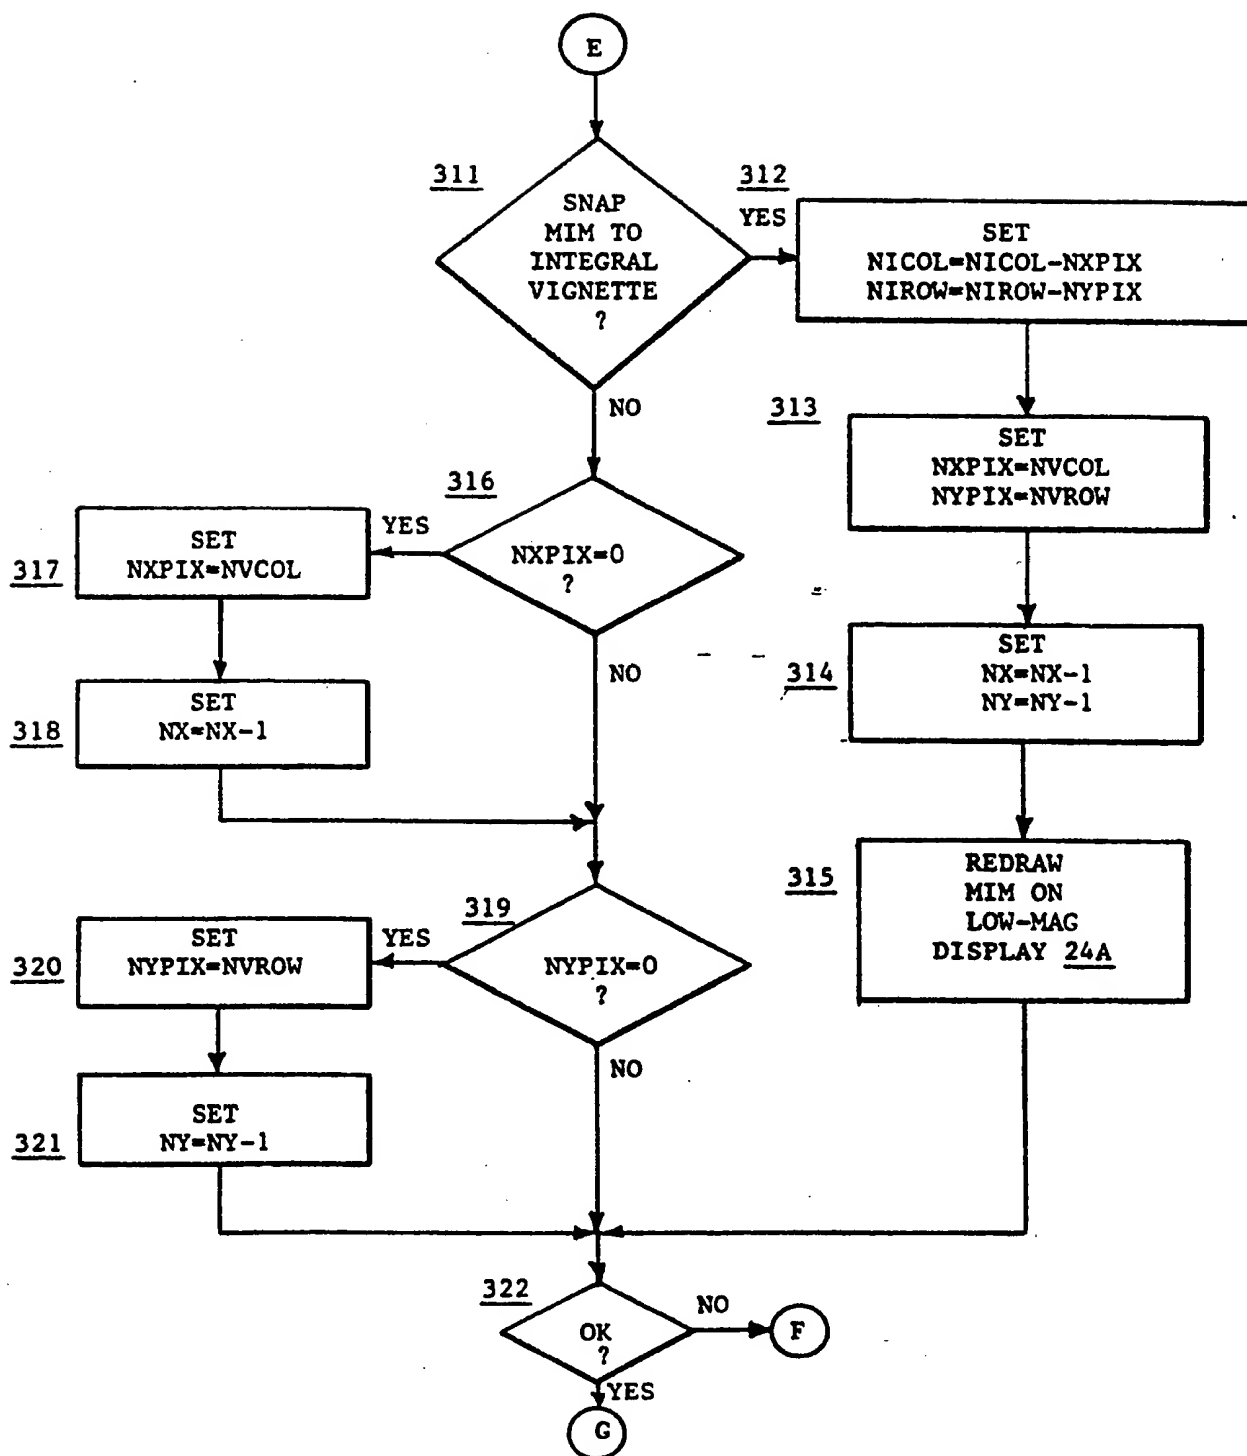 E
311
SNAP
MIM TO
INTEGRAL
VIGNETTE
?
YES
312
SET
NICOL=NICOL-NXPIX
NIROW=NIROW-NYPIX
NO
313
SET
NXPIX=NVCOL
NYPIX=NVROW
316
NXPIX=0
?
YES
317
SET
NXPIX=NVCOL
NO
314
SET
NX=NX-1
NY=NY-1
318
SET
NX=NX-1
315
REDRAW
MIM ON
LOW-MAG
DISPLAY 24A
319
NYPIX=0
?
YES
320
SET
NYPIX=NVROW
NO
321
SET
NY=NY-1
322
OK
?
NO
F
YES
G